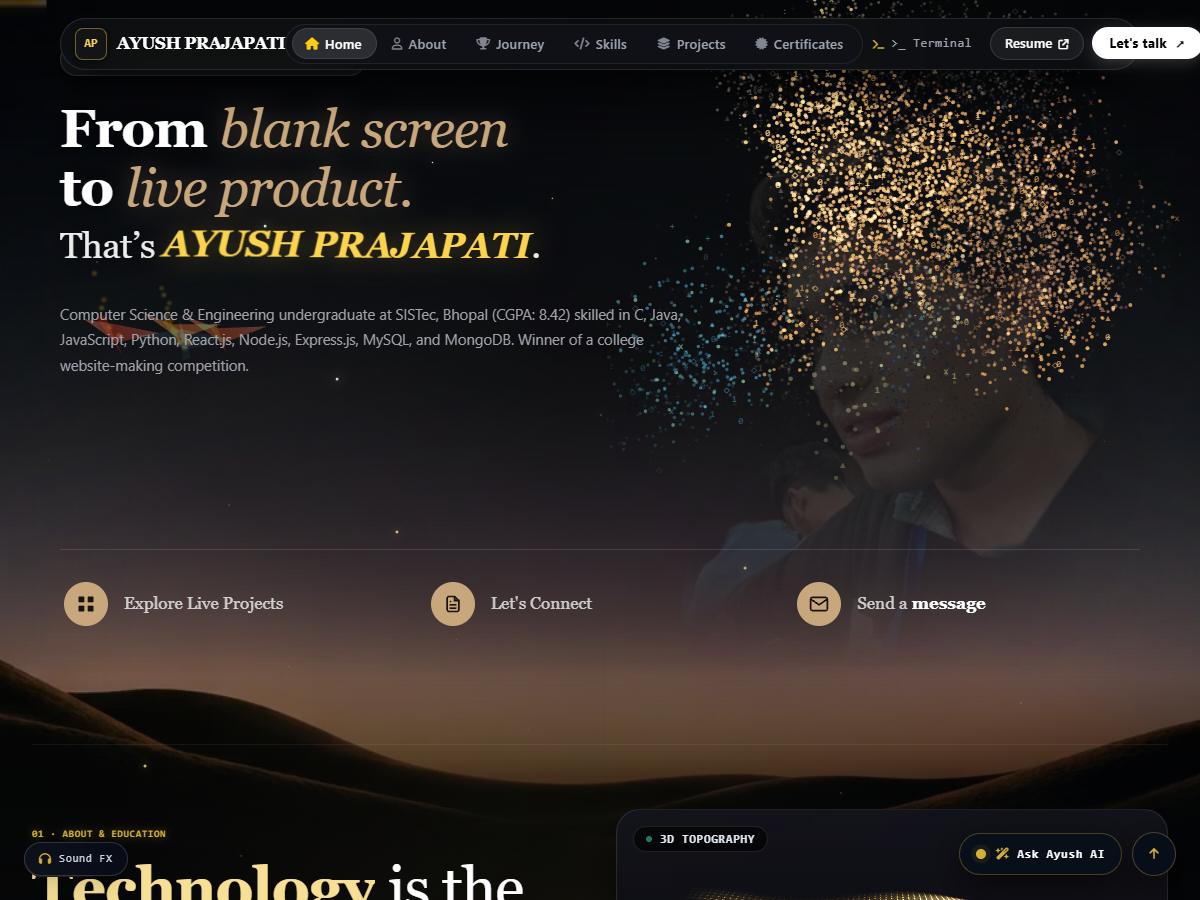 AP AYUSH PRAJAPATI Home About Journey Skills Projects Certificates >_ Terminal Resume Let's talk ↗
From blank screen
to live product.
That’s AYUSH PRAJAPATI.
Computer Science & Engineering undergraduate at SISTec, Bhopal (CGPA: 8.42) skilled in C, Java,
JavaScript, Python, React.js, Node.js, Express.js, MySQL, and MongoDB. Winner of a college
website-making competition.
Explore Live Projects
Let's Connect
Send a message
01 · ABOUT & EDUCATION
Sound FX
Technology is the
3D TOPOGRAPHY
Ask Ayush AI